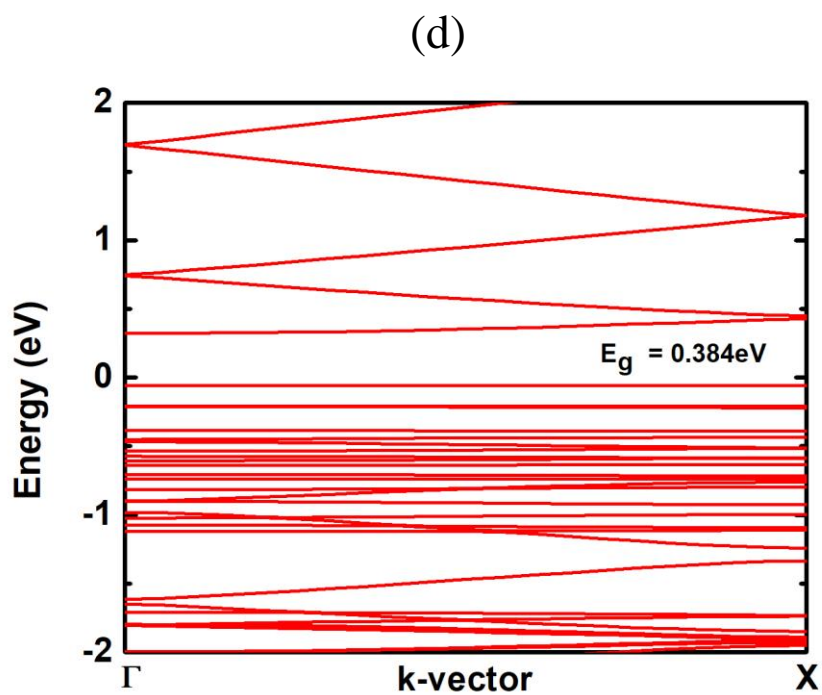 (d)
2
1
0
-1
-2
Energy (eV)
E_g = 0.384eV
Γ
k-vector
X